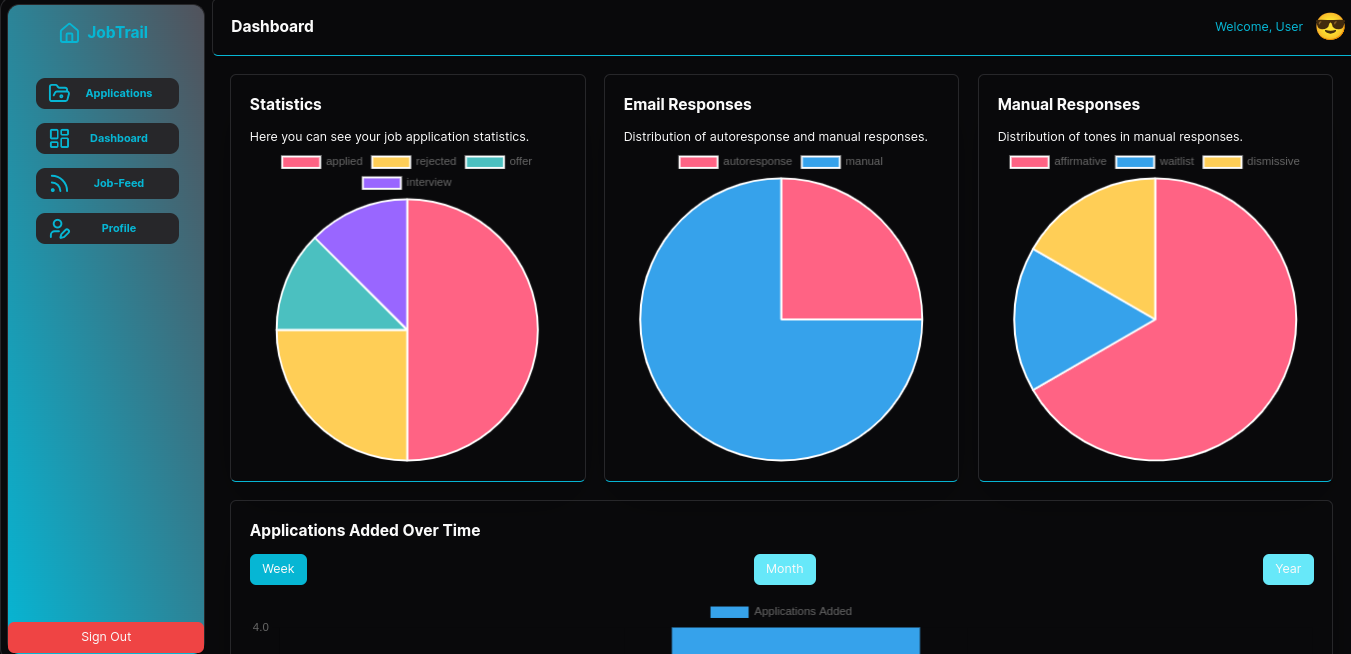 JobTrail
Applications
Dashboard
Job-Feed
Profile
Sign Out
Dashboard
Welcome, User
Statistics
Here you can see your job application statistics.
applied rejected offer
interview
Email Responses
Distribution of autoresponse and manual responses.
autoresponse manual
Manual Responses
Distribution of tones in manual responses.
affirmative waitlist dismissive
Applications Added Over Time
Week Month Year
Applications Added
4.0